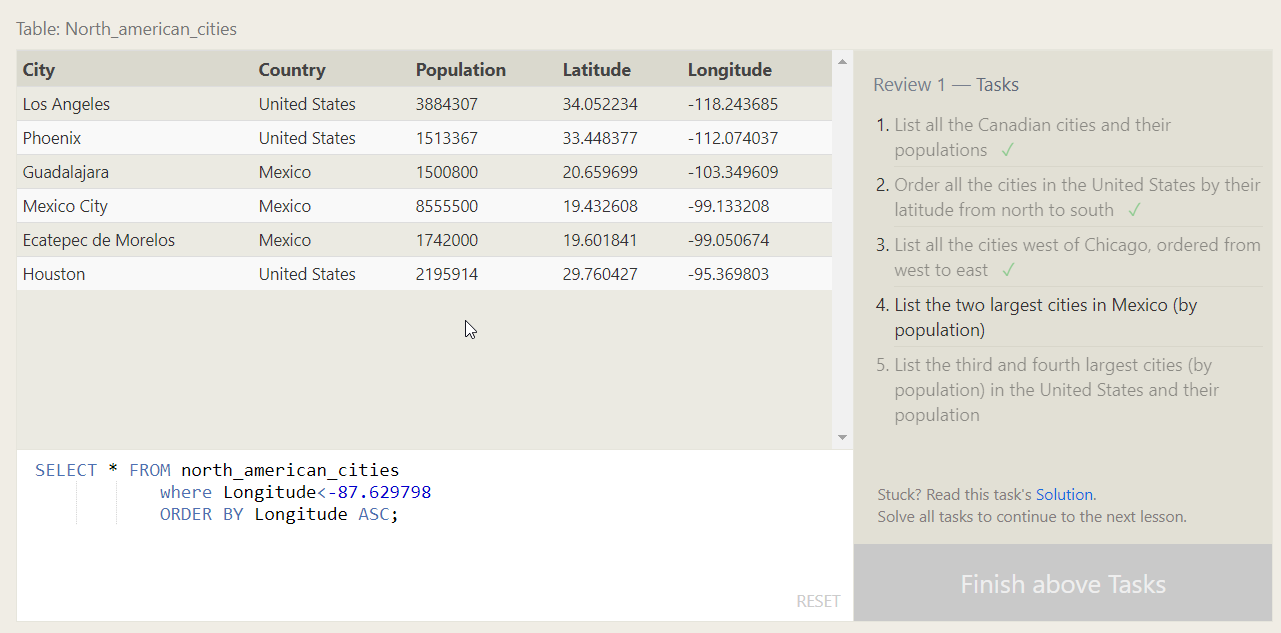 Table: North_american_cities
City Country Population Latitude Longitude
Los Angeles United States 3884307 34.052234 -118.243685
Phoenix United States 1513367 33.448377 -112.074037
Guadalajara Mexico 1500800 20.659699 -103.349609
Mexico City Mexico 8555500 19.432608 -99.133208
Ecatepec de Morelos Mexico 1742000 19.601841 -99.050674
Houston United States 2195914 29.760427 -95.369803
SELECT * FROM north_american_cities
where Longitude<-87.629798
ORDER BY Longitude ASC;
RESET
Review 1 — Tasks
1. List all the Canadian cities and their
populations ✓
2. Order all the cities in the United States by their
latitude from north to south ✓
3. List all the cities west of Chicago, ordered from
west to east ✓
4. List the two largest cities in Mexico (by
population)
5. List the third and fourth largest cities (by
population) in the United States and their
population
Stuck? Read this task's Solution.
Solve all tasks to continue to the next lesson.
Finish above Tasks